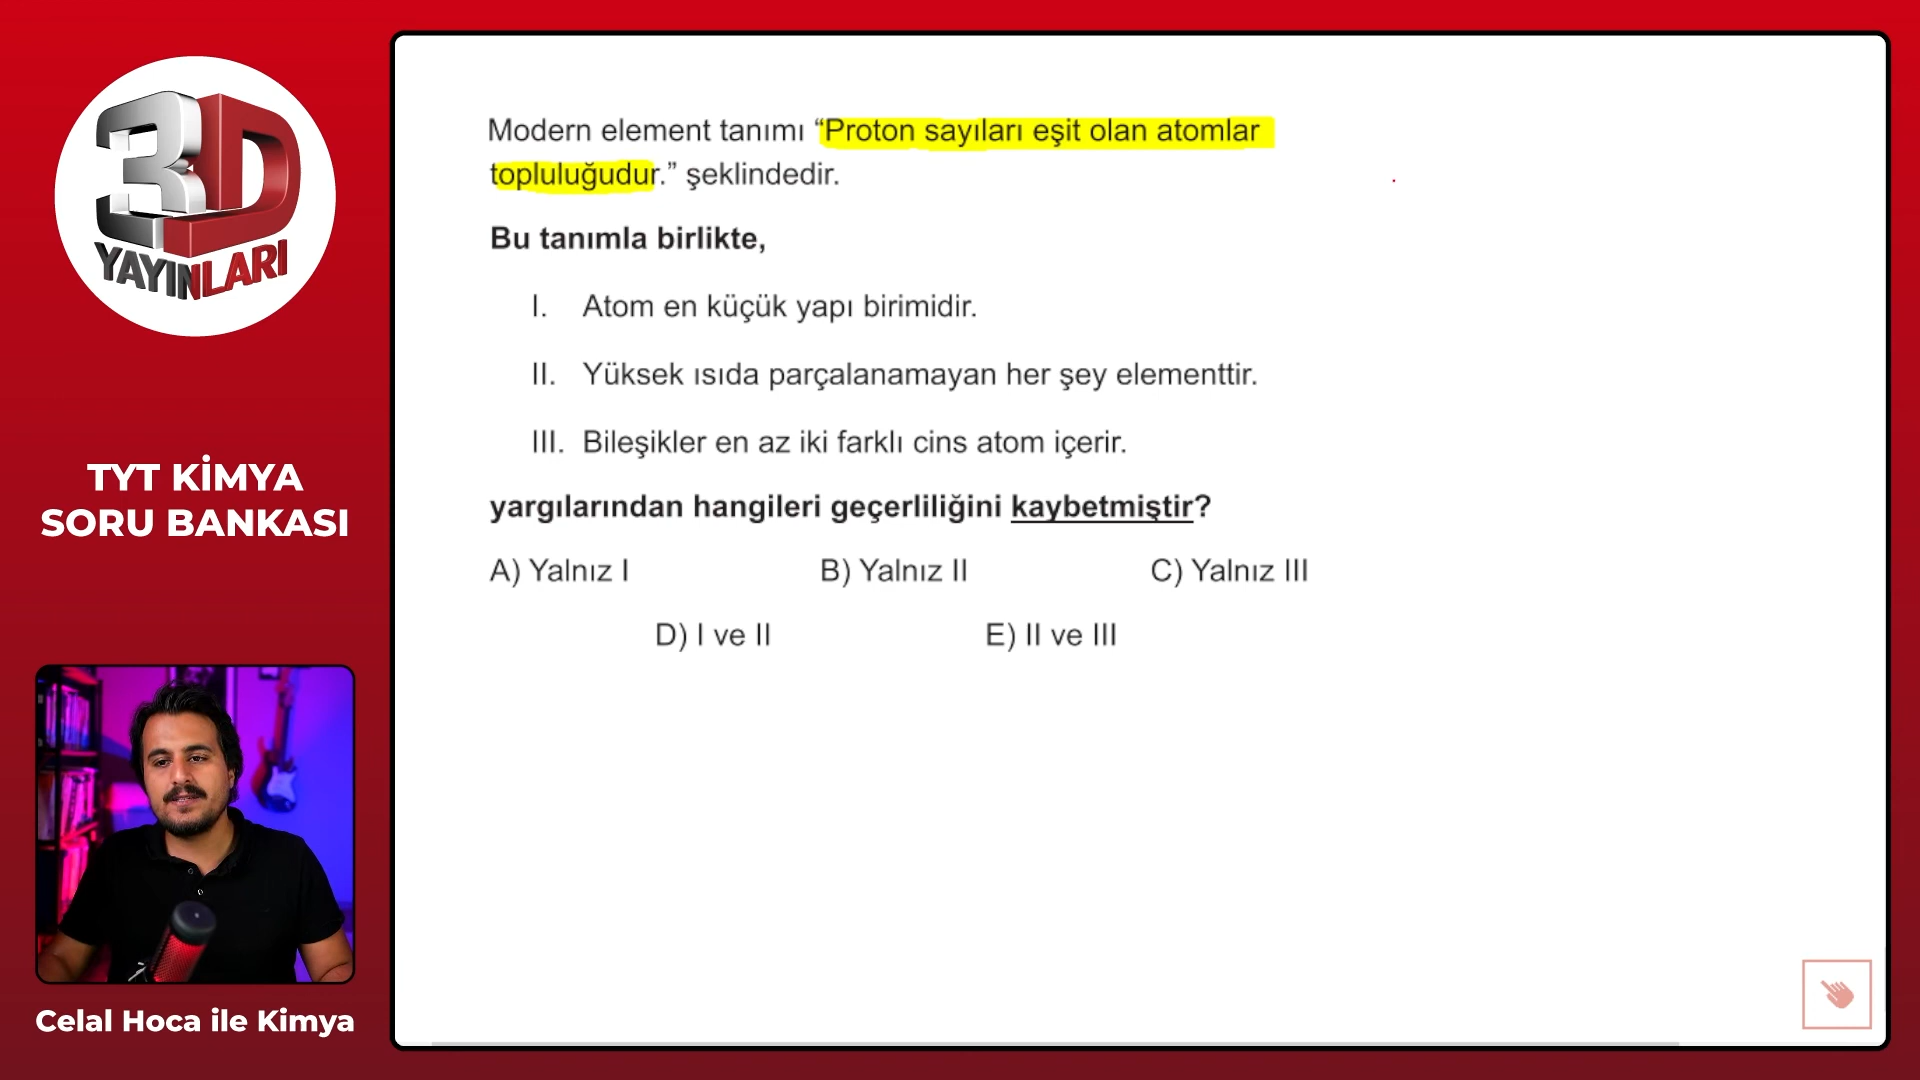 3D
YAYINLARI
TYT KİMYA
SORU BANKASI
Celal Hoca ile Kimya
Modern element tanımı “Proton sayıları eşit olan atomlar
topluluğudur.” şeklindedir.
Bu tanımla birlikte,
I. Atom en küçük yapı birimidir.
II. Yüksek ısıda parçalanamayan her şey elementtir.
III. Bileşikler en az iki farklı cins atom içerir.
yargılarından hangileri geçerliliğini kaybetmiştir?
A) Yalnız I B) Yalnız II C) Yalnız III
D) I ve II E) II ve III